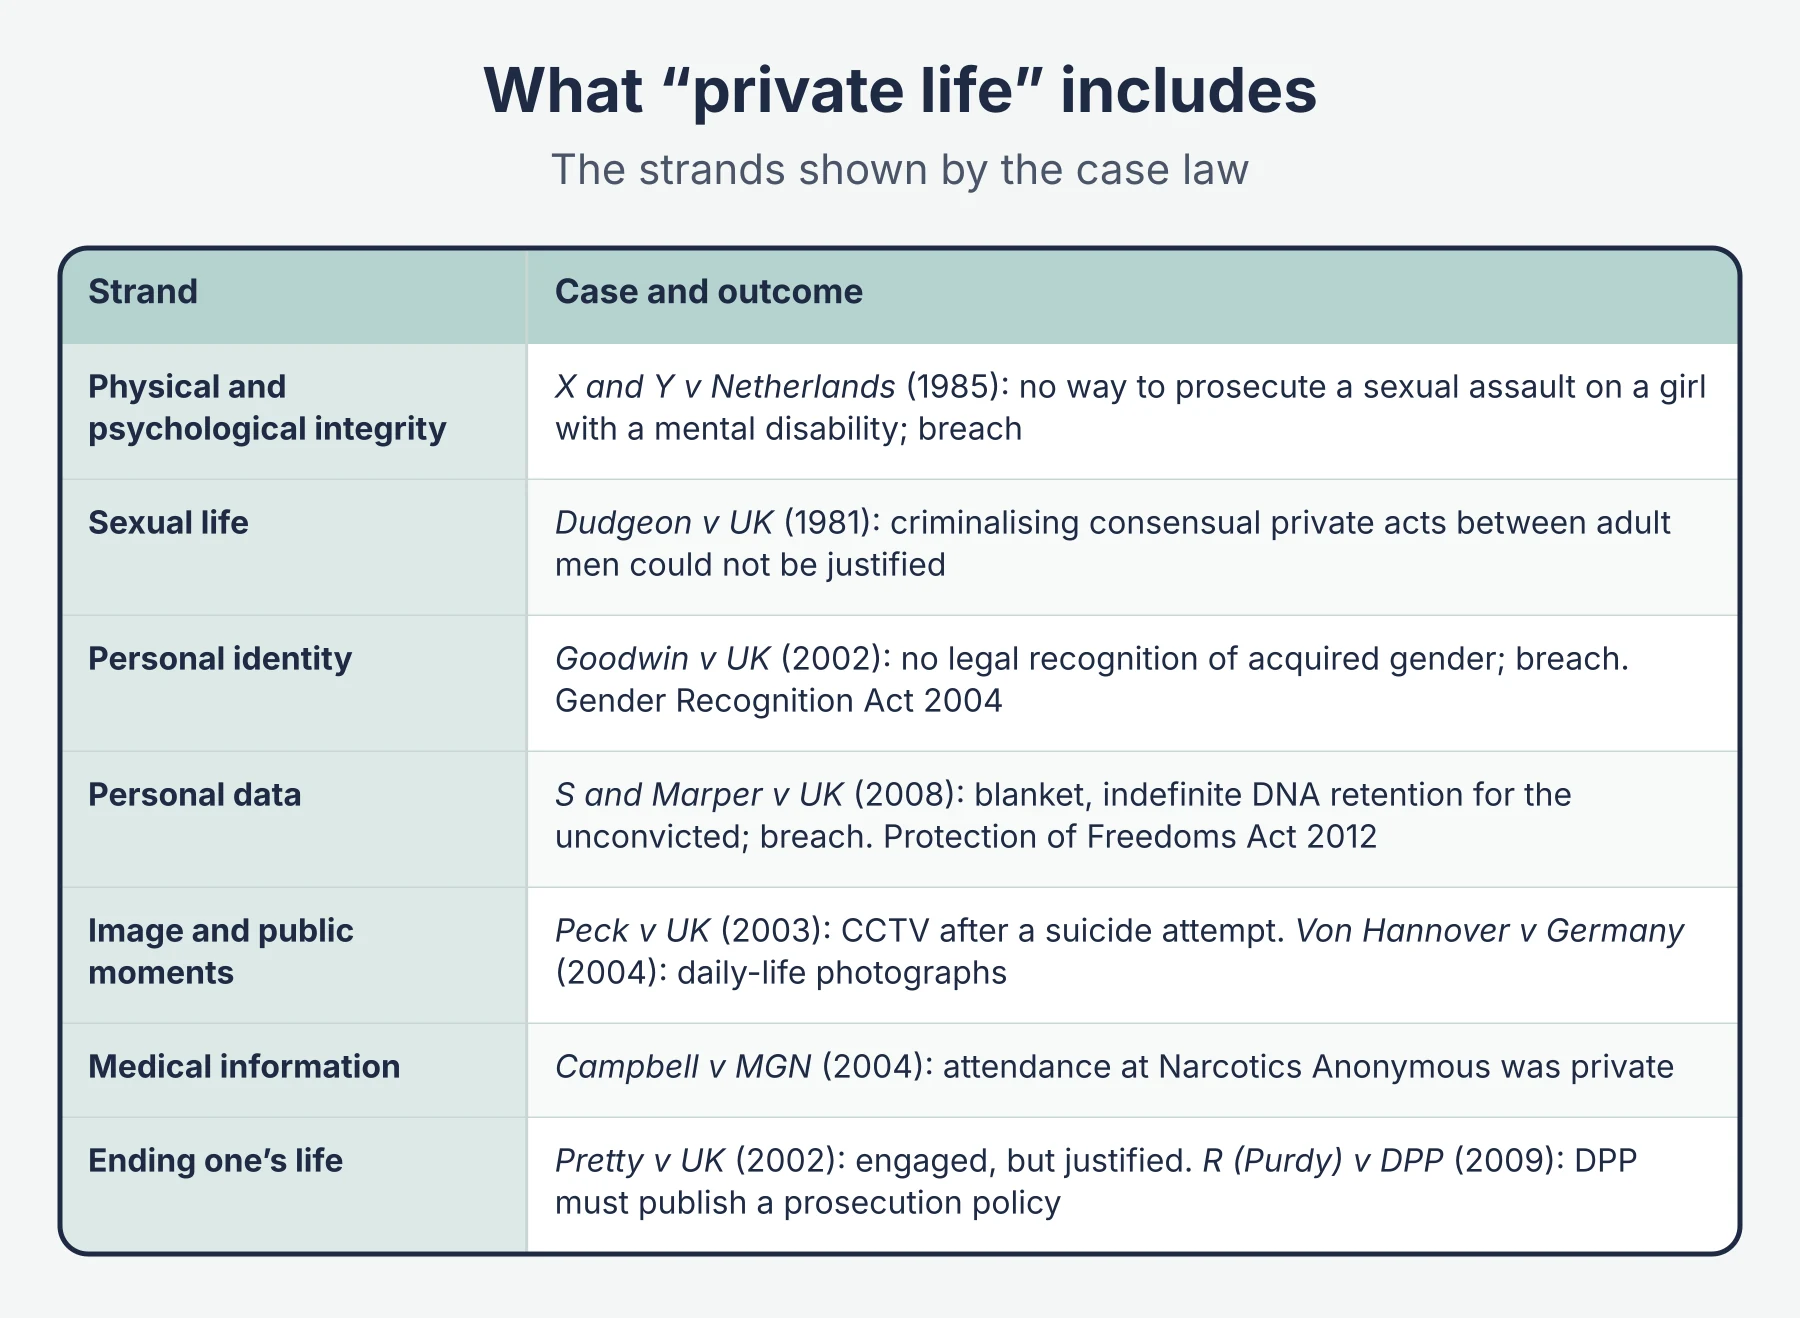 What “private life” includes
The strands shown by the case law
Strand
Case and outcome
Physical and
psychological integrity
X and Y v Netherlands (1985): no way to prosecute a sexual assault on a girl
with a mental disability; breach
Sexual life
Dudgeon v UK (1981): criminalising consensual private acts between adult
men could not be justified
Personal identity
Goodwin v UK (2002): no legal recognition of acquired gender; breach.
Gender Recognition Act 2004
Personal data
S and Marper v UK (2008): blanket, indefinite DNA retention for the
unconvicted; breach. Protection of Freedoms Act 2012
Image and public
moments
Peck v UK (2003): CCTV after a suicide attempt. Von Hannover v Germany
(2004): daily-life photographs
Medical information
Campbell v MGN (2004): attendance at Narcotics Anonymous was private
Ending one’s life
Pretty v UK (2002): engaged, but justified. R (Purdy) v DPP (2009): DPP
must publish a prosecution policy